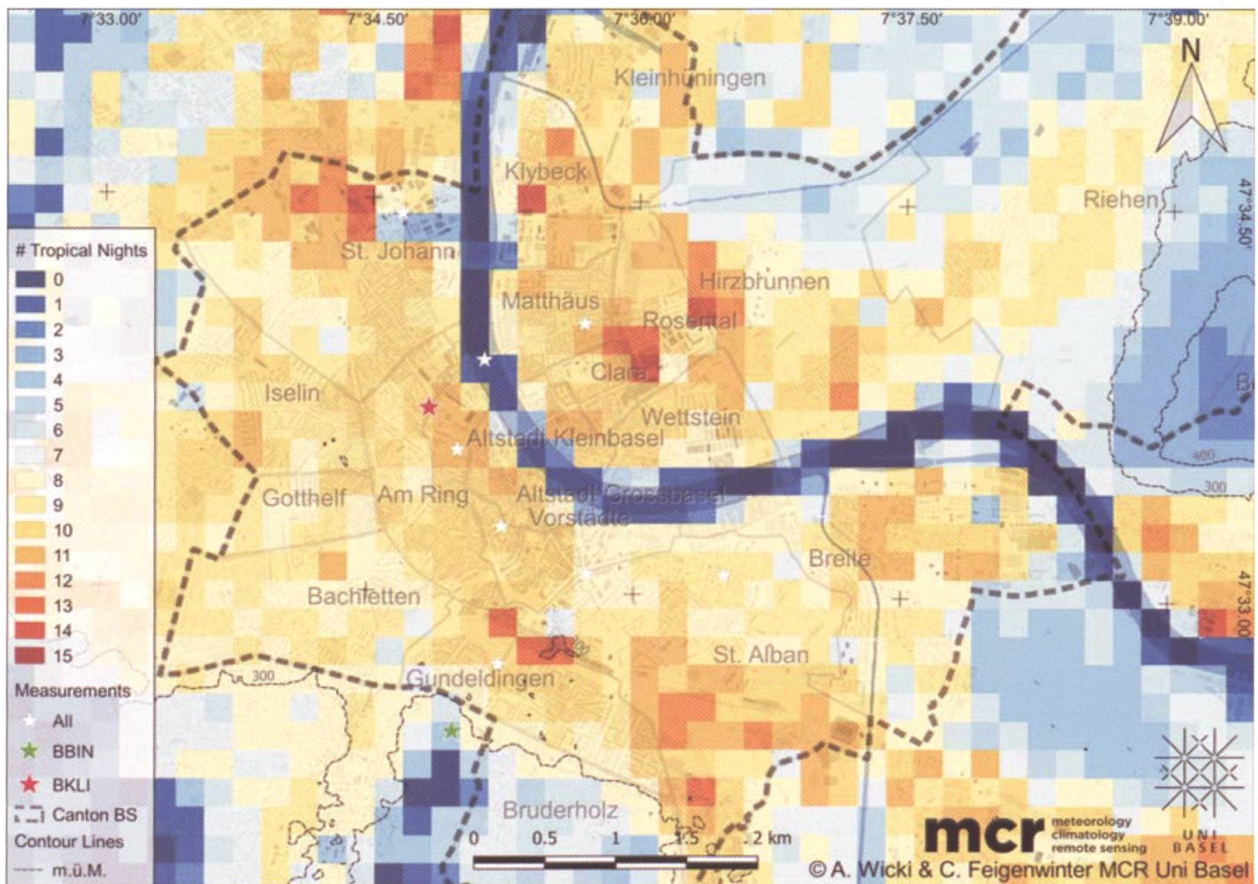 7°33.00'
7°34.50'
7°36.00'
7°37.50'
7°39.00'
N
Kleinhüningen
Klybeck
Riehen
47°34.50'
# Tropical Nights
0
1
2
3
4
5
6
7
8
9
10
11
12
13
14
15
St. Johann
Hirzbrunnen
Matthäus
Rosental
Clara
Iselin
Wettstein
Altstadt Kleinbasel
B
400
300
Gotthelf
Am Ring
Altstadt Grossbasel
Vorstädte
Breite
Bachletten
47°33.00'
St. Alban
300
Gundeldingen
Measurements
All
BBIN
BKLI
Canton BS
Contour Lines
m.ü.M.
Bruderholz
0 0.5 1 2 km
mcr
meteorology
climatology
remote sensing
UNI
BASEL
© A. Wicki & C. Feigenwinter MCR Uni Basel